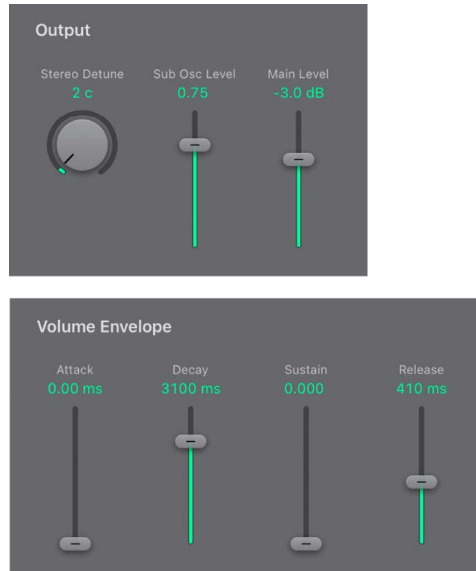 Output
Stereo Detune Sub Osc Level Main Level
2 c 0.75 -3.0 dB
Volume Envelope
Attack Decay Sustain Release
0.00 ms 3100 ms 0.000 410 ms